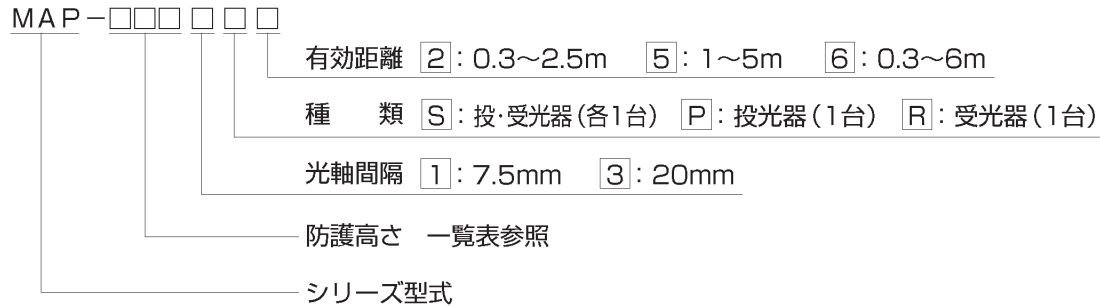 MAP－□□□□□□
有効距離 2：0.3～2.5m 5：1～5m 6：0.3～6m
種　類 S：投・受光器（各1台） P：投光器（1台） R：受光器（1台）
光軸間隔 1：7.5mm 3：20mm
防護高さ 一覧表参照
シリーズ型式